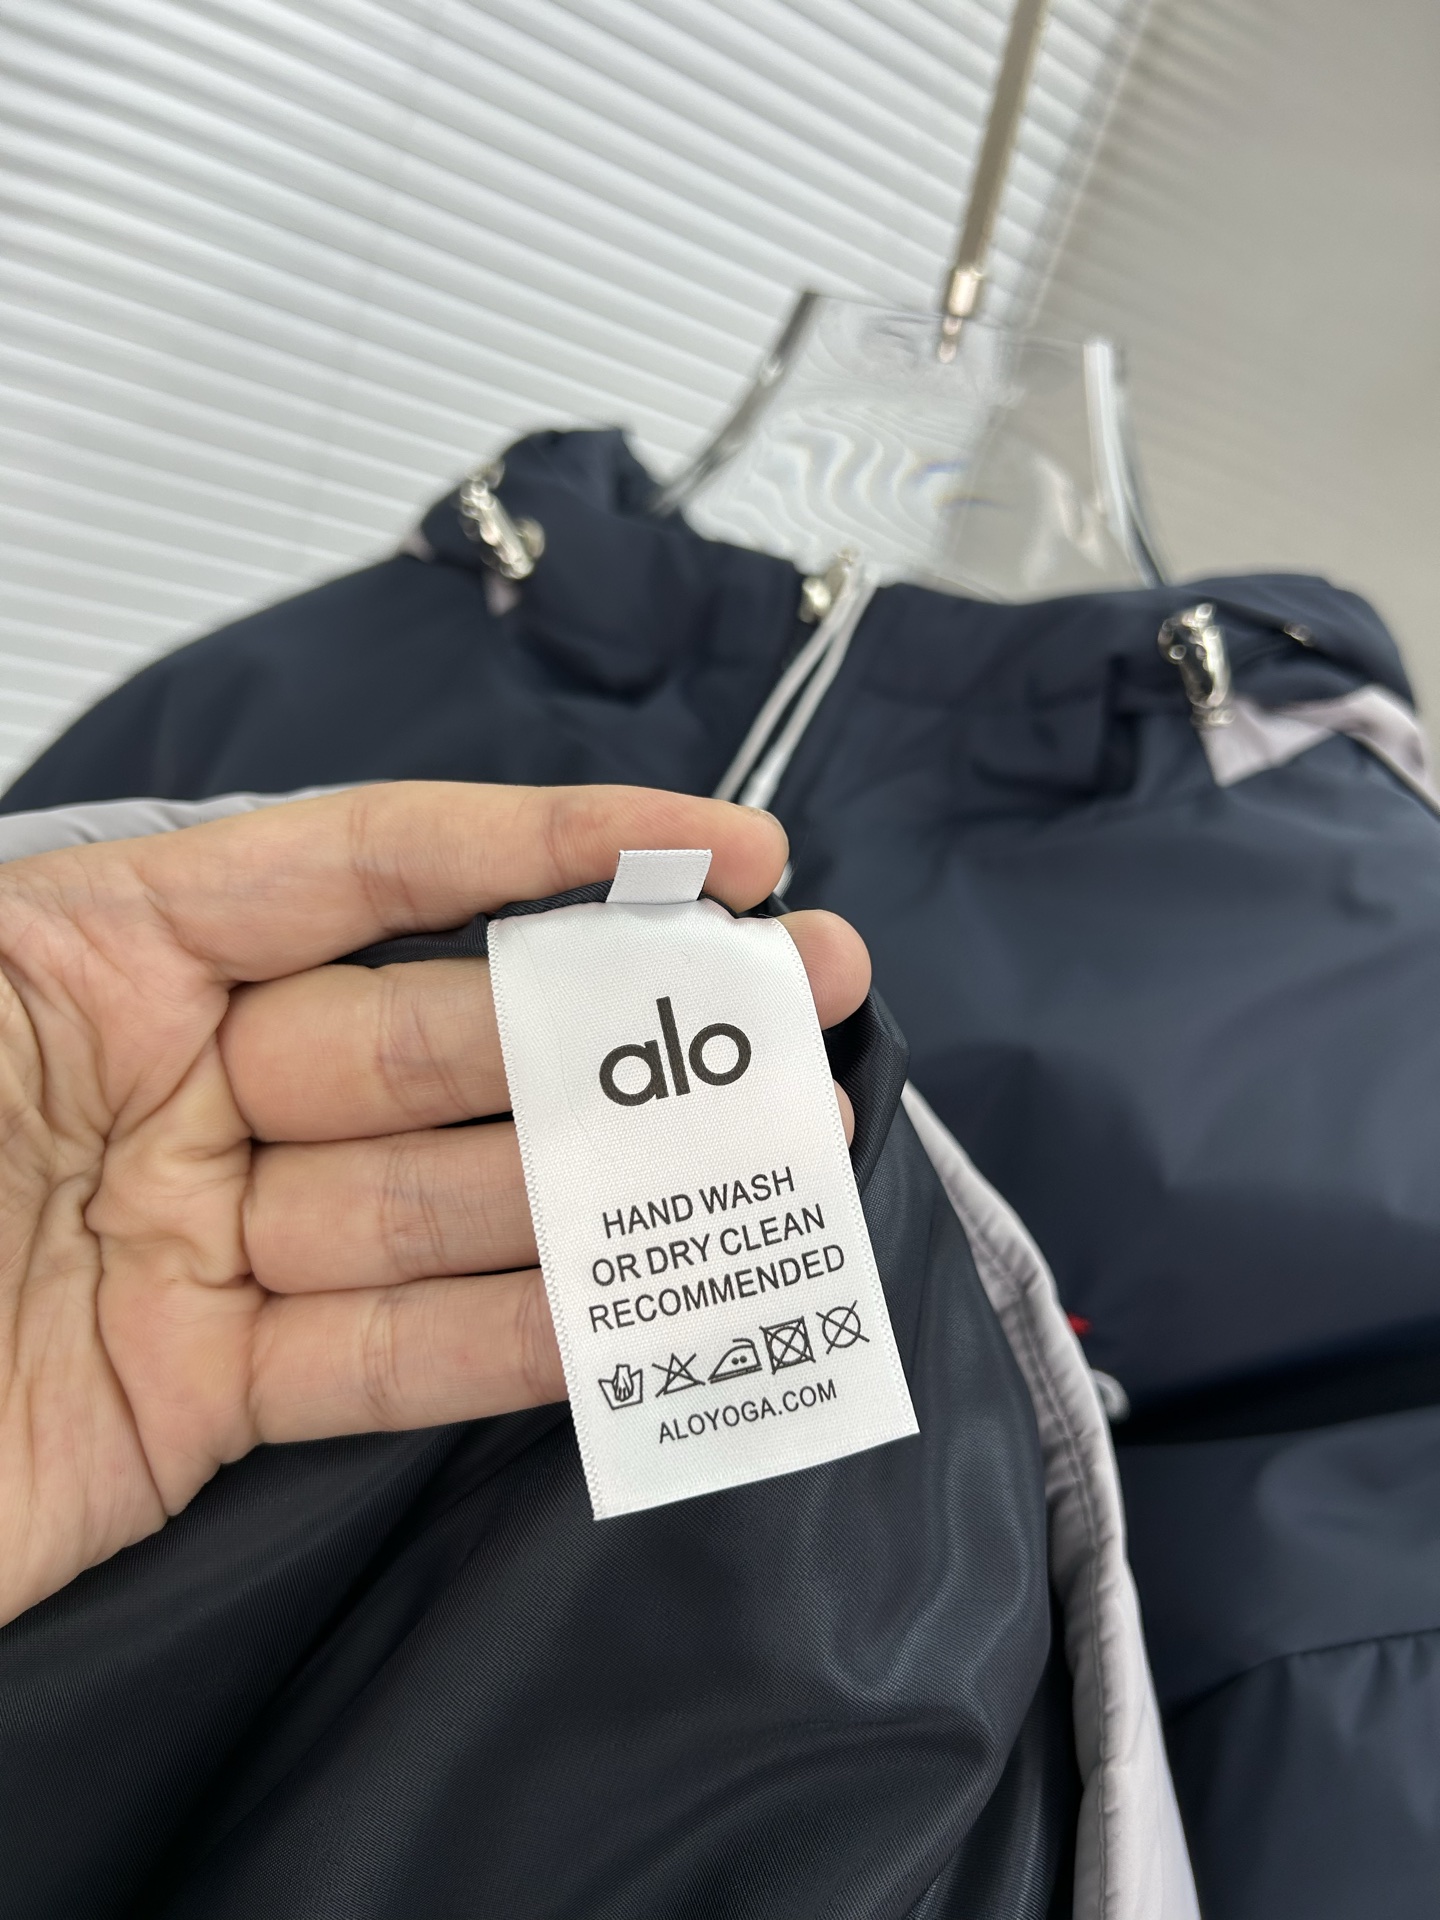 alo
HAND WASH
OR DRY CLEAN
RECOMMENDED
ALOYOGA.COM